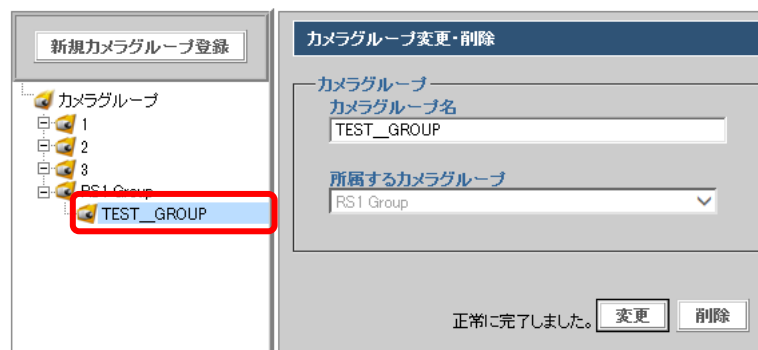 新規カメラグループ登録
カメラグループ
1
2
3
RS1 Group
TEST__GROUP
カメラグループ変更・削除
カメラグループ
カメラグループ名
TEST__GROUP
所属するカメラグループ
RS1 Group
正常に完了しました。 変更 削除